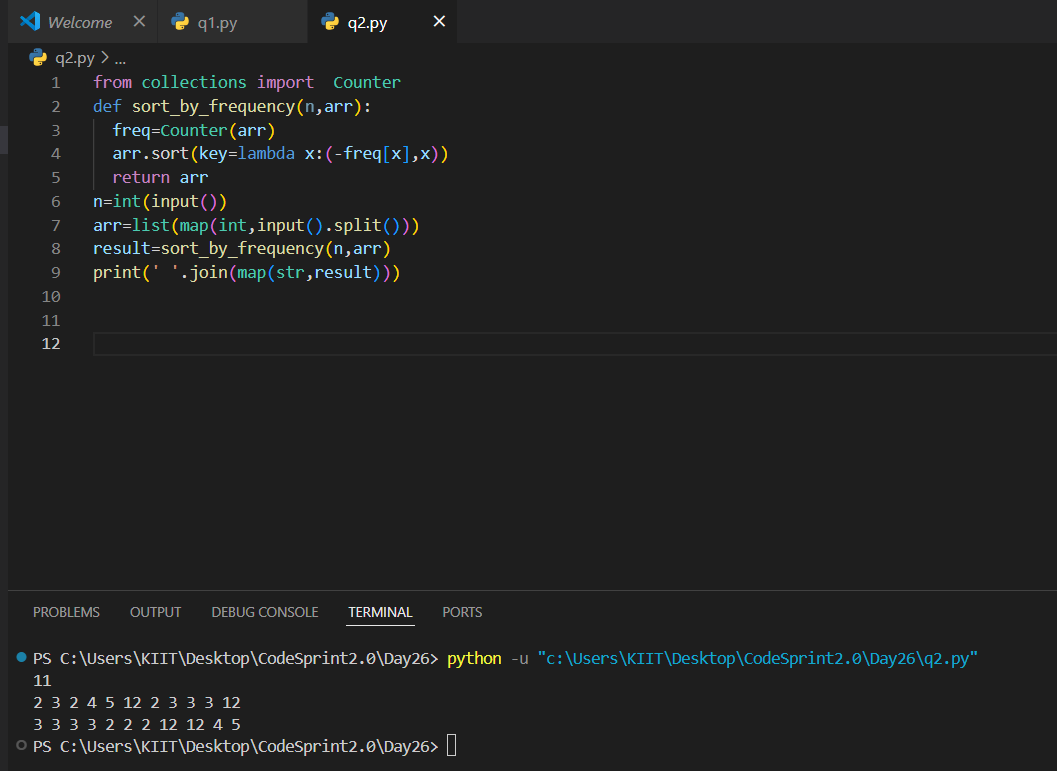 Welcome q1.py q2.py
q2.py > ...
1 from collections import  Counter
2 def sort_by_frequency(n,arr):
3   freq=Counter(arr)
4   arr.sort(key=lambda x:(-freq[x],x))
5   return arr
6 n=int(input())
7 arr=list(map(int,input().split()))
8 result=sort_by_frequency(n,arr)
9 print(' '.join(map(str,result)))
10
11
12
PROBLEMS OUTPUT DEBUG CONSOLE TERMINAL PORTS
PS C:\Users\KIIT\Desktop\CodeSprint2.0\Day26> python -u "c:\Users\KIIT\Desktop\CodeSprint2.0\Day26\q2.py"
11
2 3 2 4 5 12 2 3 3 3 12
3 3 3 3 2 2 2 12 12 4 5
PS C:\Users\KIIT\Desktop\CodeSprint2.0\Day26>